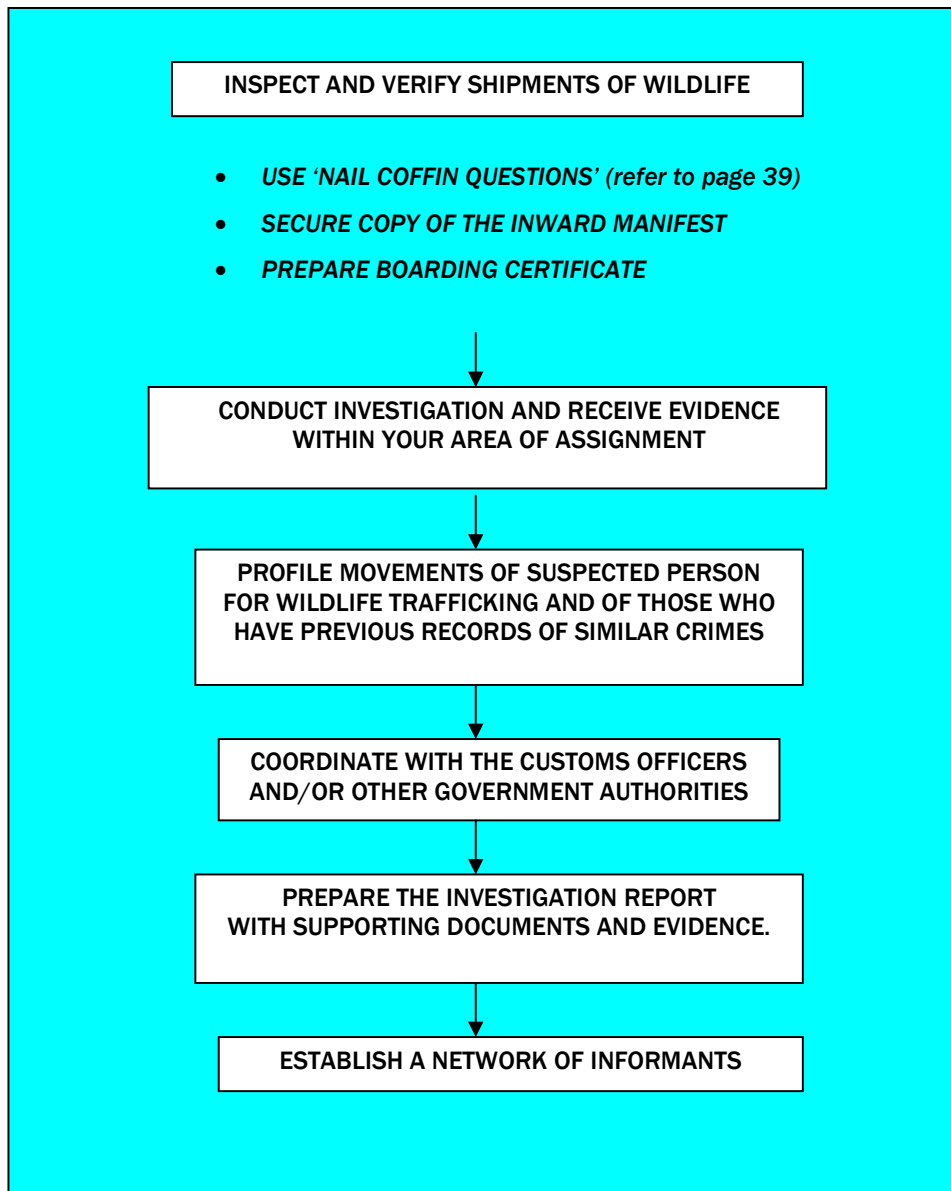 INSPECT AND VERIFY SHIPMENTS OF WILDLIFE
• USE ‘NAIL COFFIN QUESTIONS’ (refer to page 39)
• SECURE COPY OF THE INWARD MANIFEST
• PREPARE BOARDING CERTIFICATE
CONDUCT INVESTIGATION AND RECEIVE EVIDENCE
WITHIN YOUR AREA OF ASSIGNMENT
PROFILE MOVEMENTS OF SUSPECTED PERSON
FOR WILDLIFE TRAFFICKING AND OF THOSE WHO
HAVE PREVIOUS RECORDS OF SIMILAR CRIMES
COORDINATE WITH THE CUSTOMS OFFICERS
AND/OR OTHER GOVERNMENT AUTHORITIES
PREPARE THE INVESTIGATION REPORT
WITH SUPPORTING DOCUMENTS AND EVIDENCE.
ESTABLISH A NETWORK OF INFORMANTS